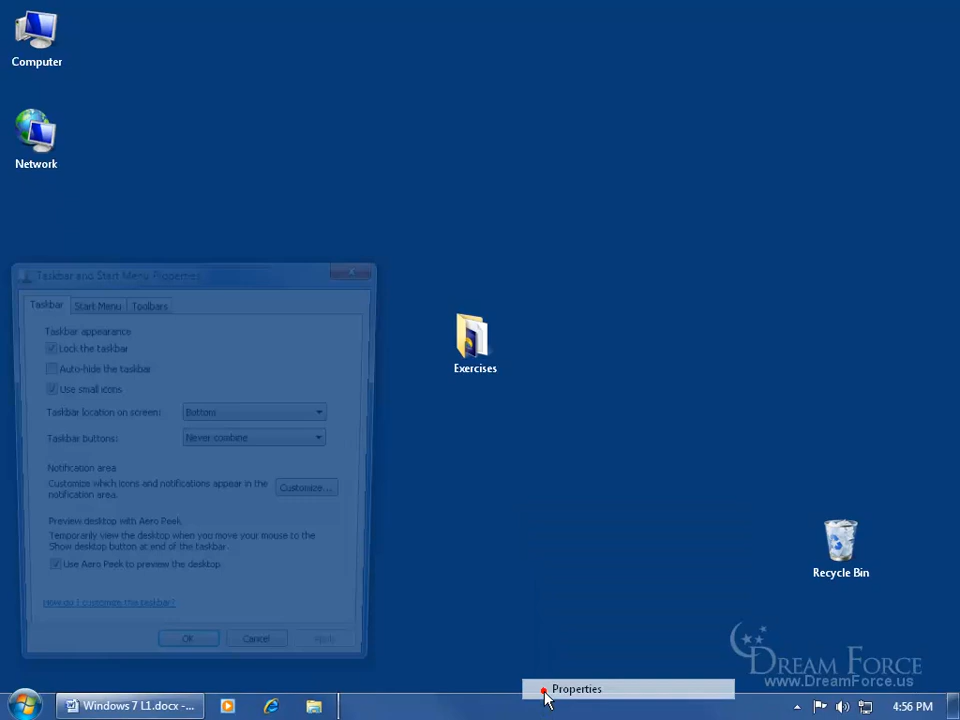 Computer
Network
Taskbar and Start Menu Properties
Taskbar
Start Menu
Toolbars
Taskbar appearance
Lock the taskbar
Auto-hide the taskbar
Use small icons
Taskbar location on screen:
Bottom
Taskbar buttons:
Never combine
Notification area
Customize which icons and notifications appear in the
notification area.
Customize...
Preview desktop with Aero Peek
Temporarily view the desktop when you move your mouse to the
Show desktop button at end of the taskbar.
Use Aero Peek to preview the desktop
How do I customize the taskbar?
OK
Cancel
Apply
Exercises
Recycle Bin
DREAM FORCE
www.DreamForce.us
Properties
Windows 7 L1.docx -...
4:56 PM